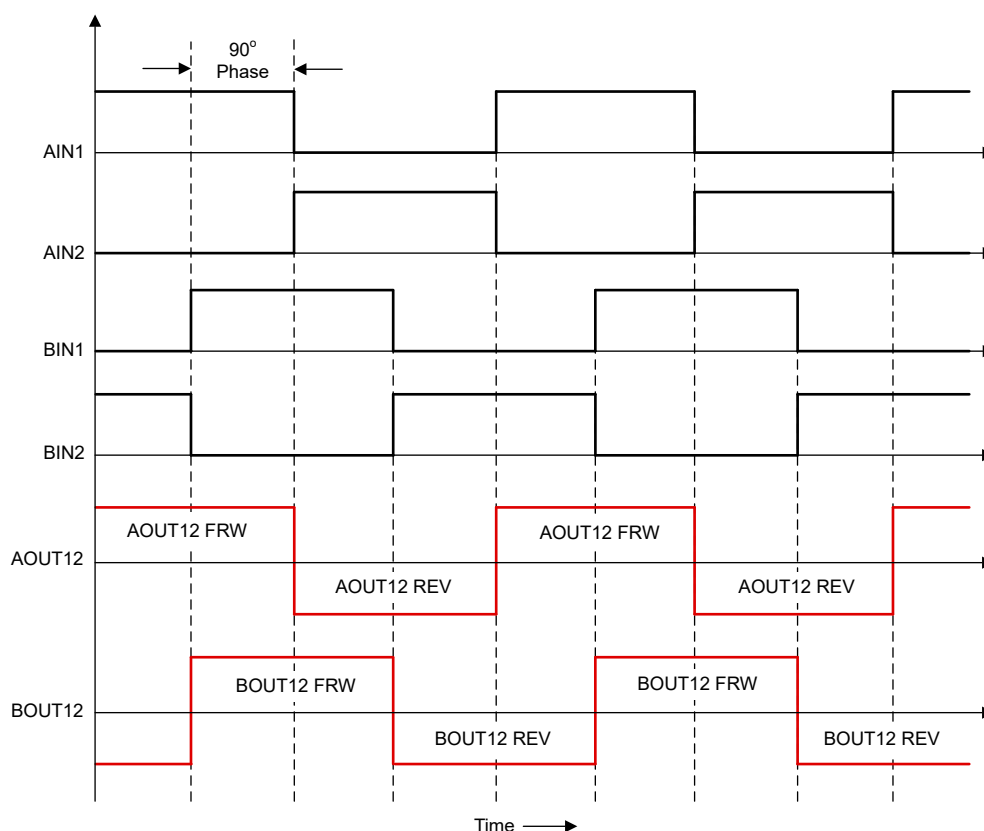 90°
Phase
AIN1
AIN2
BIN1
BIN2
AOUT12 FRW
AOUT12 FRW
AOUT12
AOUT12 REV
AOUT12 REV
BOUT12 FRW
BOUT12 FRW
BOUT12
BOUT12 REV
BOUT12 REV
Time